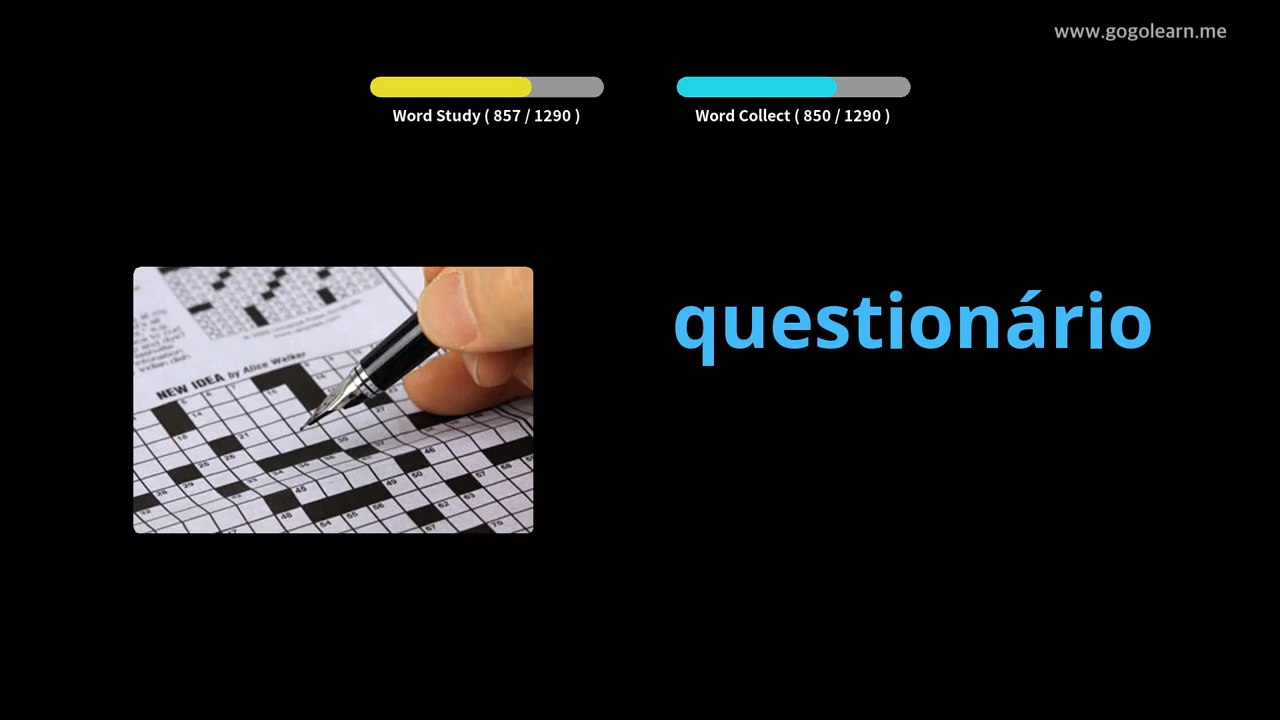 www.gogolearn.me
Word Study ( 857 / 1290 )
Word Collect ( 850 / 1290 )
questionário
NEW IDEA by Alice Walker